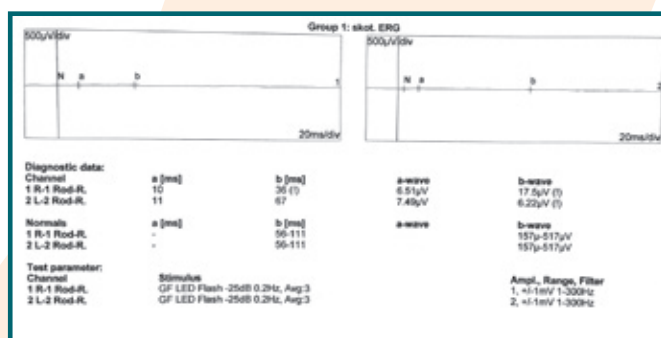 Group 1: skot. ERG
500µV/div
500µV/div
N a b 1
N a b 2
20ms/div
20ms/div
Diagnostic data:
Channel a [ms] b [ms] a-wave b-wave
1 R-1 Rod-R. 10 36 (!) 6.51µV 17.5µV (!)
2 L-2 Rod-R. 11 67 7.49µV 6.22µV (!)
Normals a [ms] b [ms] a-wave b-wave
1 R-1 Rod-R. - 56-111 157µ-517µV
2 L-2 Rod-R. - 56-111 157µ-517µV
Test parameter:
Channel Stimulus Ampl., Range, Filter
1 R-1 Rod-R. GF LED Flash -25dB 0.2Hz, Avg:3 1, +/-1mV 1-300Hz
2 L-2 Rod-R. GF LED Flash -25dB 0.2Hz, Avg:3 2, +/-1mV 1-300Hz